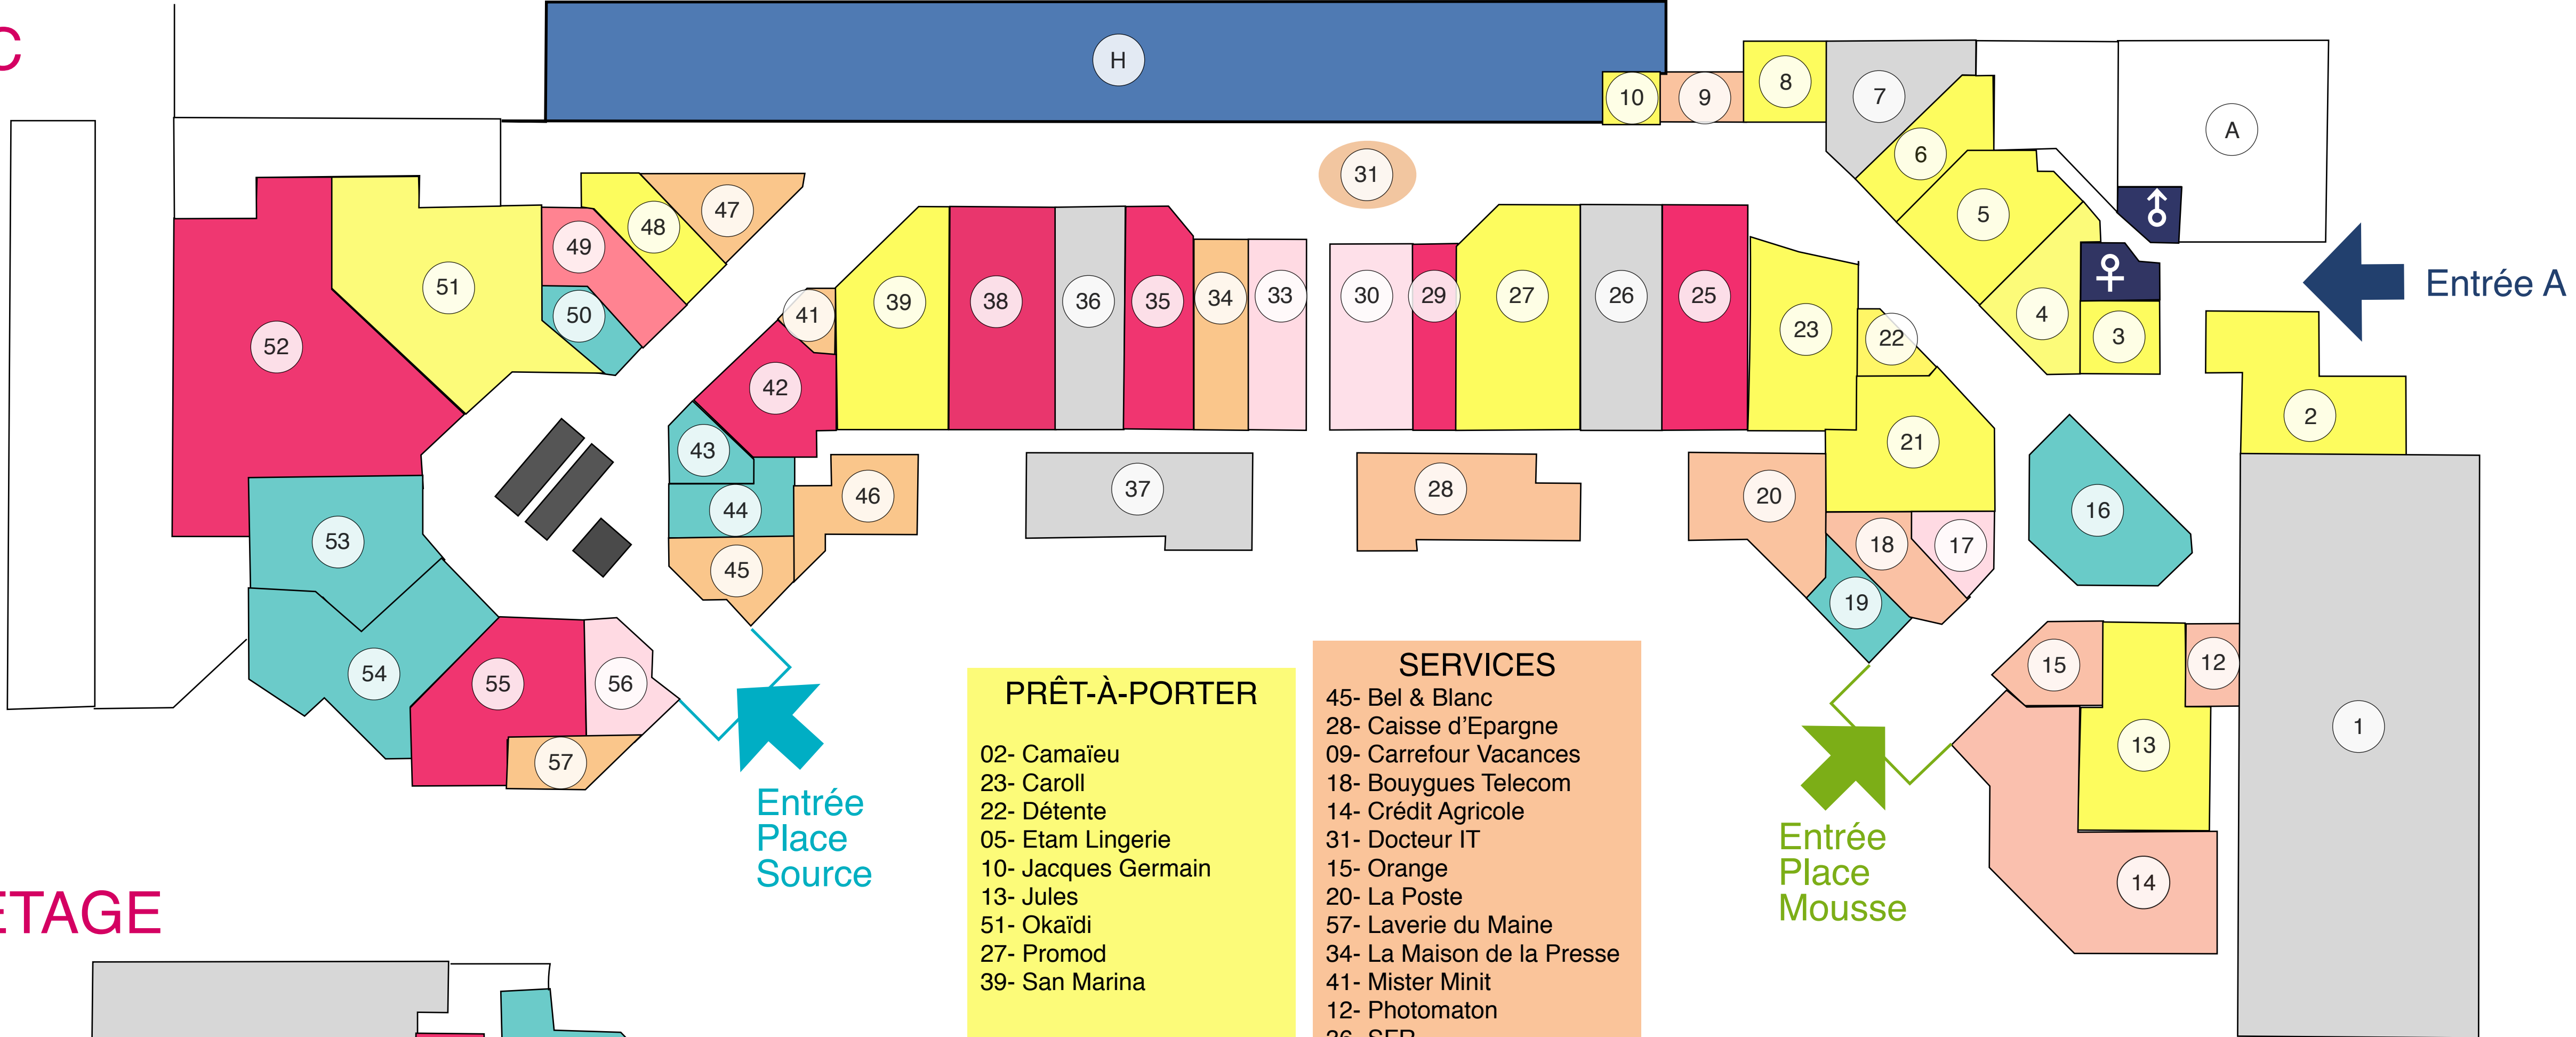 C
H
10
9
8
7
A
6
31
5
47
48
49
51
50
41
39
38
36
35
34
33
30
29
27
26
25
23
22
4
3
Entrée A
52
42
2
43
21
46
37
28
20
16
44
53
45
18
17
19
54
55
56
15
12
57
13
1
14
Entrée
Place
Source
PRÊT-À-PORTER
02- Camaïeu
23- Caroll
22- Détente
05- Etam Lingerie
10- Jacques Germain
13- Jules
51- Okaïdi
27- Promod
39- San Marina
SERVICES
45- Bel & Blanc
28- Caisse d’Epargne
09- Carrefour Vacances
18- Bouygues Telecom
14- Crédit Agricole
31- Docteur IT
15- Orange
20- La Poste
57- Laverie du Maine
34- La Maison de la Presse
41- Mister Minit
12- Photomaton
Entrée
Place
Mousse
ETAGE